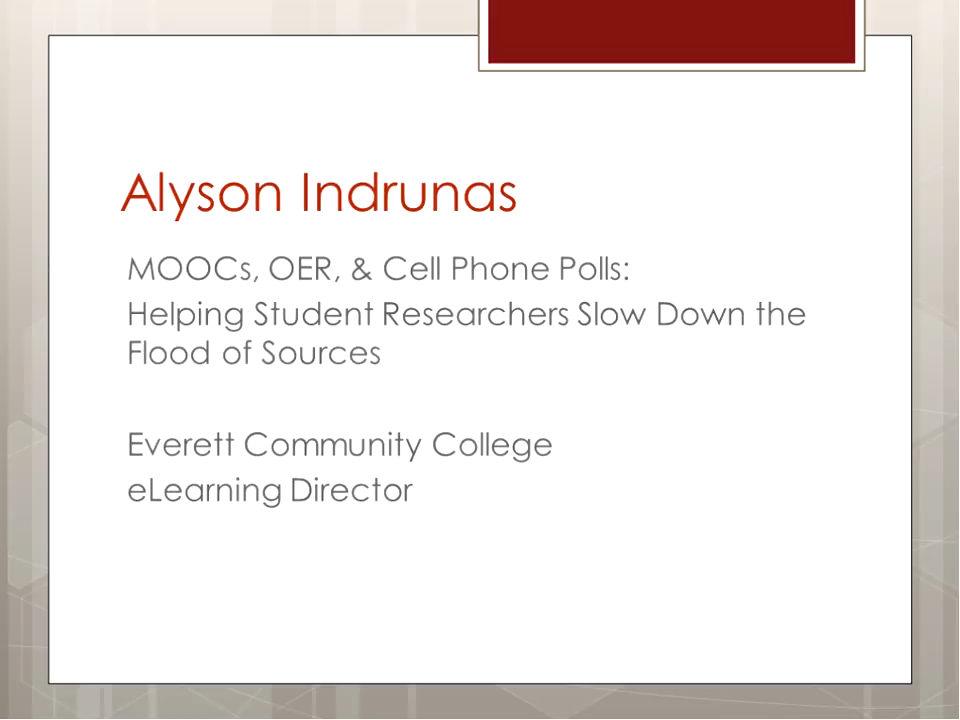 Alyson Indrunas
MOOCs, OER, & Cell Phone Polls:
Helping Student Researchers Slow Down the
Flood of Sources
Everett Community College
eLearning Director